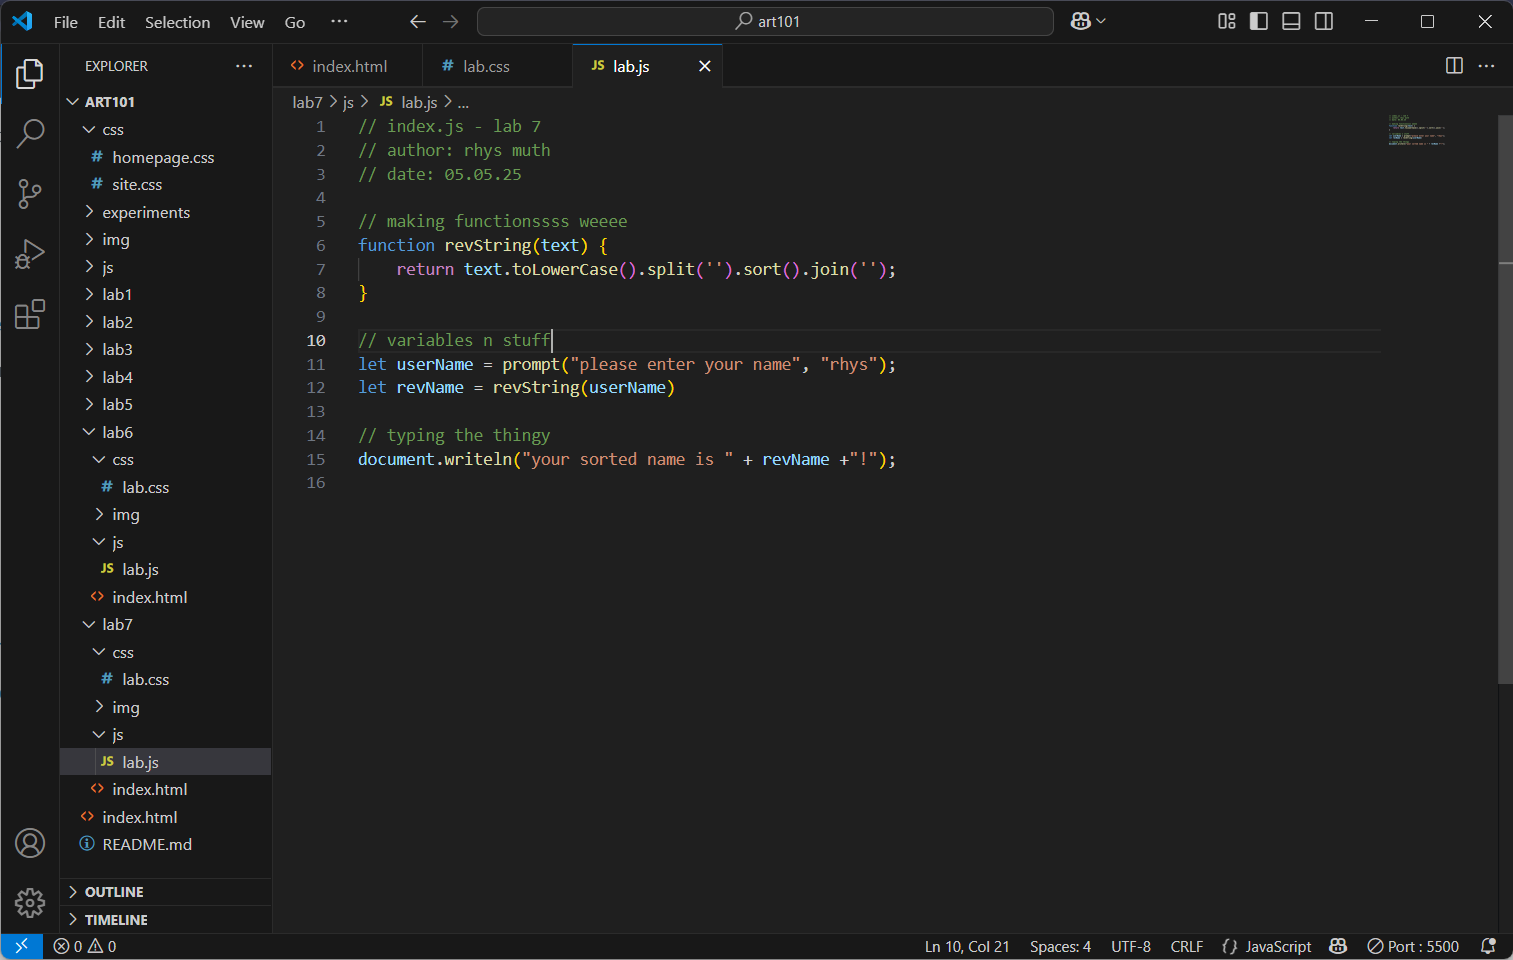 File Edit Selection View Go ··· art101
EXPLORER ···
ART101
css
# homepage.css
# site.css
experiments
img
js
lab1
lab2
lab3
lab4
lab5
lab6
css
# lab.css
img
js
JS lab.js
<> index.html
lab7
css
# lab.css
img
js
JS lab.js
<> index.html
<> index.html
README.md
OUTLINE
TIMELINE
<> index.html # lab.css JS lab.js
lab7 > js > JS lab.js > ...
1 // index.js - lab 7
2 // author: rhys muth
3 // date: 05.05.25
4
5 // making functionssss weeee
6 function revString(text) {
7 return text.toLowerCase().split('').sort().join('');
8 }
9
10 // variables n stuff
11 let userName = prompt("please enter your name", "rhys");
12 let revName = revString(userName)
13
14 // typing the thingy
15 document.writeln("your sorted name is " + revName +"!");
16
0 0 Ln 10, Col 21 Spaces: 4 UTF-8 CRLF {} JavaScript Port : 5500